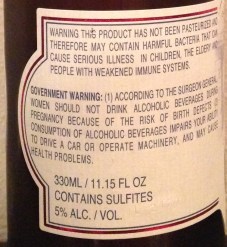 WARNING THIS PRODUCT HAS NOT BEEN PASTEURIZED AND
THEREFORE MAY CONTAIN HARMFUL BACTERIA THAT CAN
CAUSE SERIOUS ILLNESS IN CHILDREN, THE ELDERLY AND
PEOPLE WITH WEAKENED IMMUNE SYSTEMS.
GOVERNMENT WARNING: (1) ACCORDING TO THE SURGEON GENERAL,
WOMEN SHOULD NOT DRINK ALCOHOLIC BEVERAGES DURING
PREGNANCY BECAUSE OF THE RISK OF BIRTH DEFECTS (2)
CONSUMPTION OF ALCOHOLIC BEVERAGES IMPAIRS YOUR ABILITY
TO DRIVE A CAR OR OPERATE MACHINERY, AND MAY CAUSE
HEALTH PROBLEMS.
330ML / 11.15 FL OZ
CONTAINS SULFITES
5% ALC. / VOL.